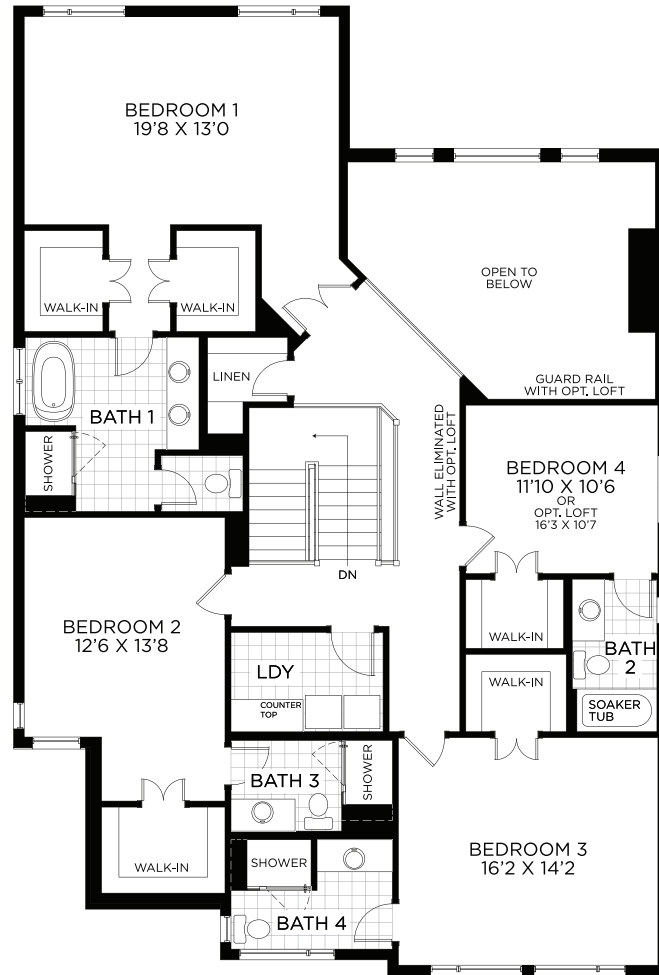 BEDROOM 1
19'8 X 13'0
WALK-IN
WALK-IN
OPEN TO
BELOW
LINEN
GUARD RAIL
WITH OPT. LOFT
BATH 1
SHOWER
WALL ELIMINATED
WITH OPT. LOFT
BEDROOM 4
11'10 X 10'6
OR
OPT. LOFT
16'3 X 10'7
DN
BEDROOM 2
12'6 X 13'8
WALK-IN
BATH
2
LDY
COUNTER
TOP
WALK-IN
SOAKER
TUB
BATH 3
SHOWER
BEDROOM 3
16'2 X 14'2
WALK-IN
SHOWER
BATH 4